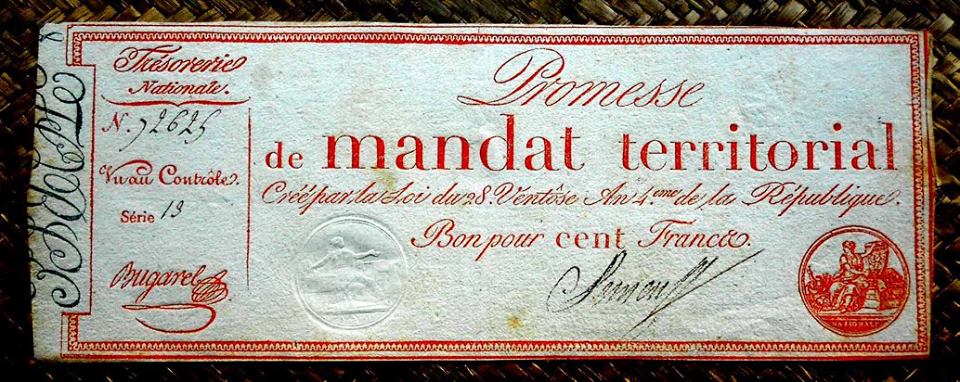 Trésorerie
Nationale.
N. 72625
Vu au Contrôle.
Série 13
Bugarel
Promesse
de mandat territorial
Créé par la Loi du 28 Ventôse An 4.eme de la République.
Bon pour cent Francs.
NATIONALE